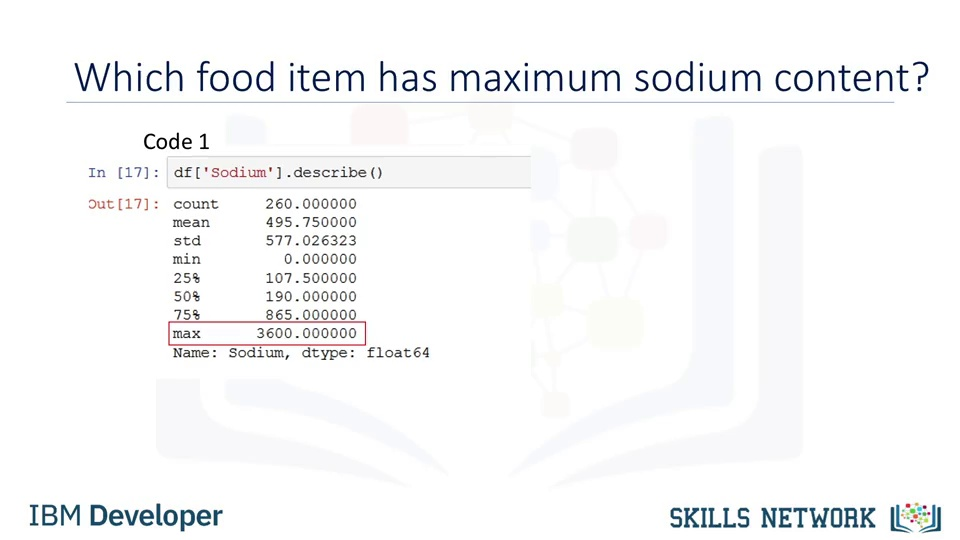 Which food item has maximum sodium content?
Code 1
In [17]: df['Sodium'].describe()
Out[17]: count 260.000000
mean 495.750000
std 577.026323
min 0.000000
25% 107.500000
50% 190.000000
75% 865.000000
max 3600.000000
Name: Sodium, dtype: float64
IBM Developer
SKILLS NETWORK